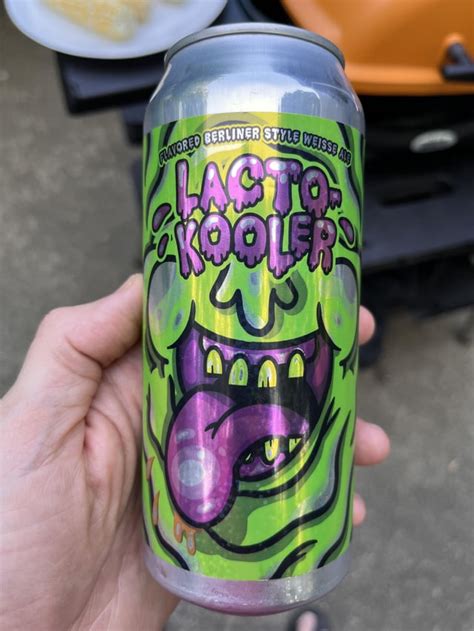 FLAVORED BERLINER STYLE WEISSE ALE
LACTO-
KOOLER